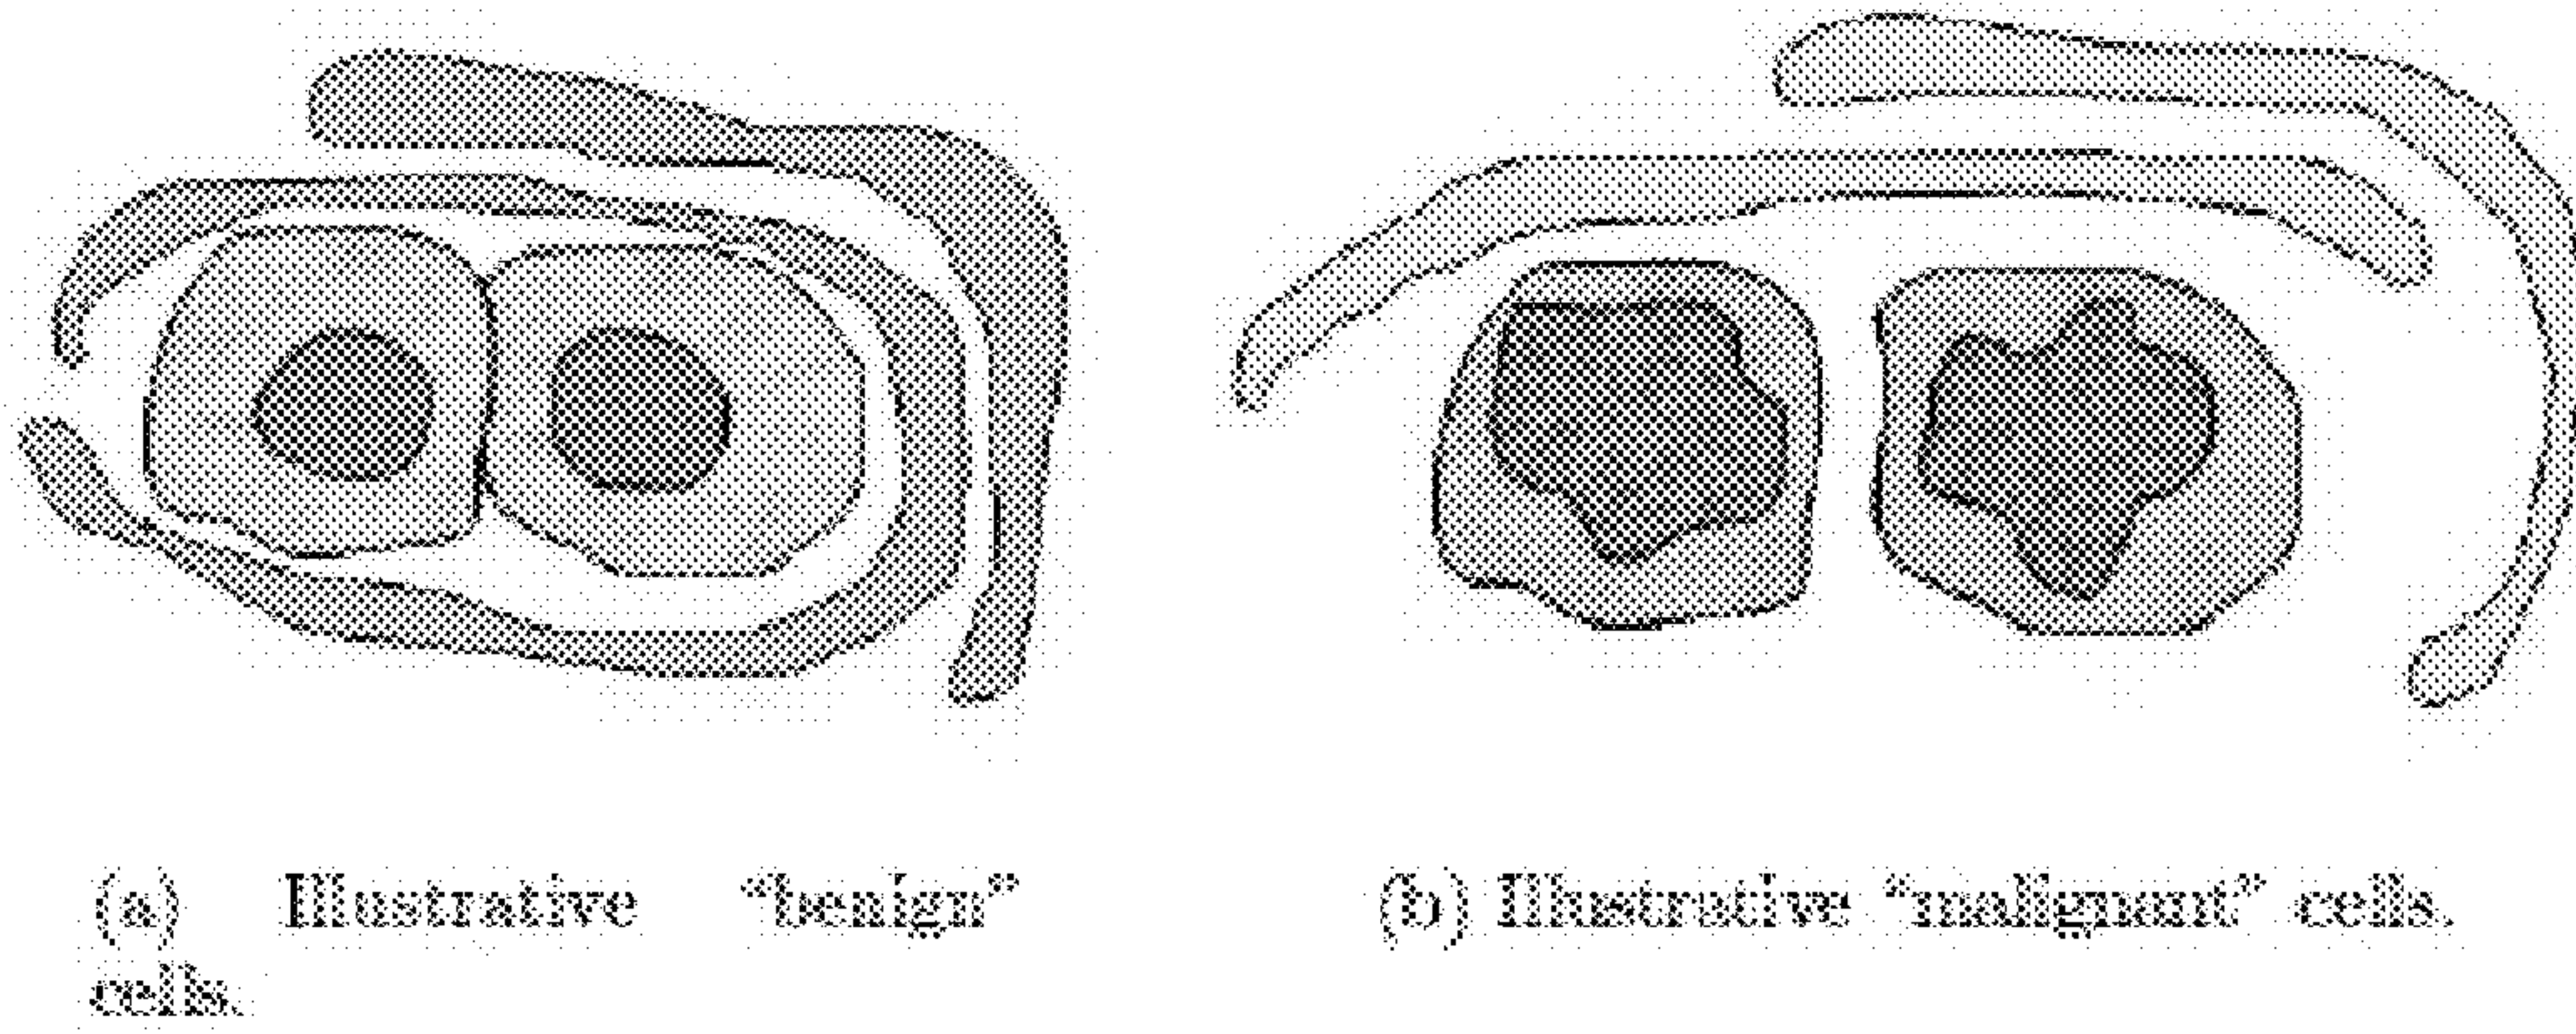 (a) Illustrative “benign”
cells.
(b) Illustrative “malignant” cells.